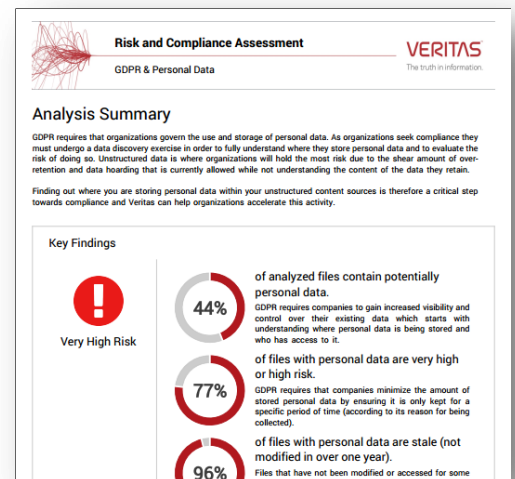 Risk and Compliance Assessment
GDPR & Personal Data
VERITAS
The truth in information.
Analysis Summary
GDPR requires that organizations govern the use and storage of personal data. As organizations seek compliance they
must undergo a data discovery exercise in order to fully understand where they store personal data and to evaluate the
risk of doing so. Unstructured data is where organizations will hold the most risk due to the shear amount of over-
retention and data hoarding that is currently allowed while not understanding the content of the data they retain.
Finding out where you are storing personal data within your unstructured content sources is therefore a critical step
towards compliance and Veritas can help organizations accelerate this activity.
Key Findings
Very High Risk
44%
of analyzed files contain potentially
personal data.
GDPR requires companies to gain increased visibility and
control over their existing data which starts with
understanding where personal data is being stored and
who has access to it.
77%
of files with personal data are very high
or high risk.
GDPR requires that companies minimize the amount of
stored personal data by ensuring it is only kept for a
specific period of time (according to its reason for being
collected).
96%
of files with personal data are stale (not
modified in over one year).
Files that have not been modified or accessed for some